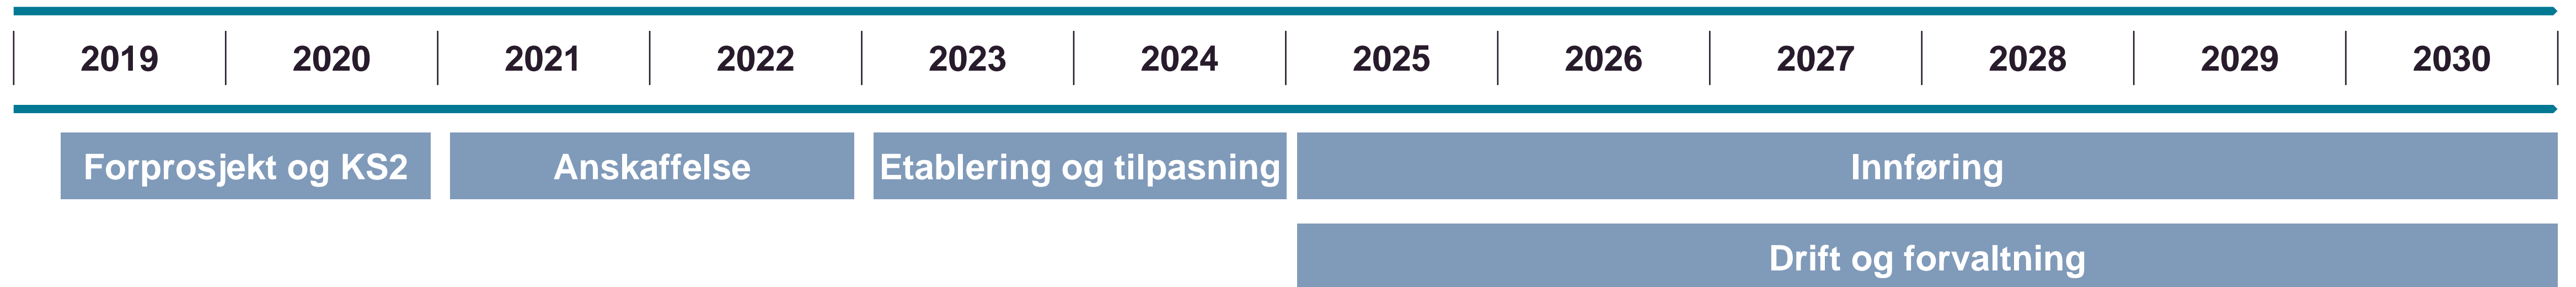 2019 2020 2021 2022 2023 2024 2025 2026 2027 2028 2029 2030
Forprosjekt og KS2 Anskaffelse Etablering og tilpasning Innføring
Drift og forvaltning